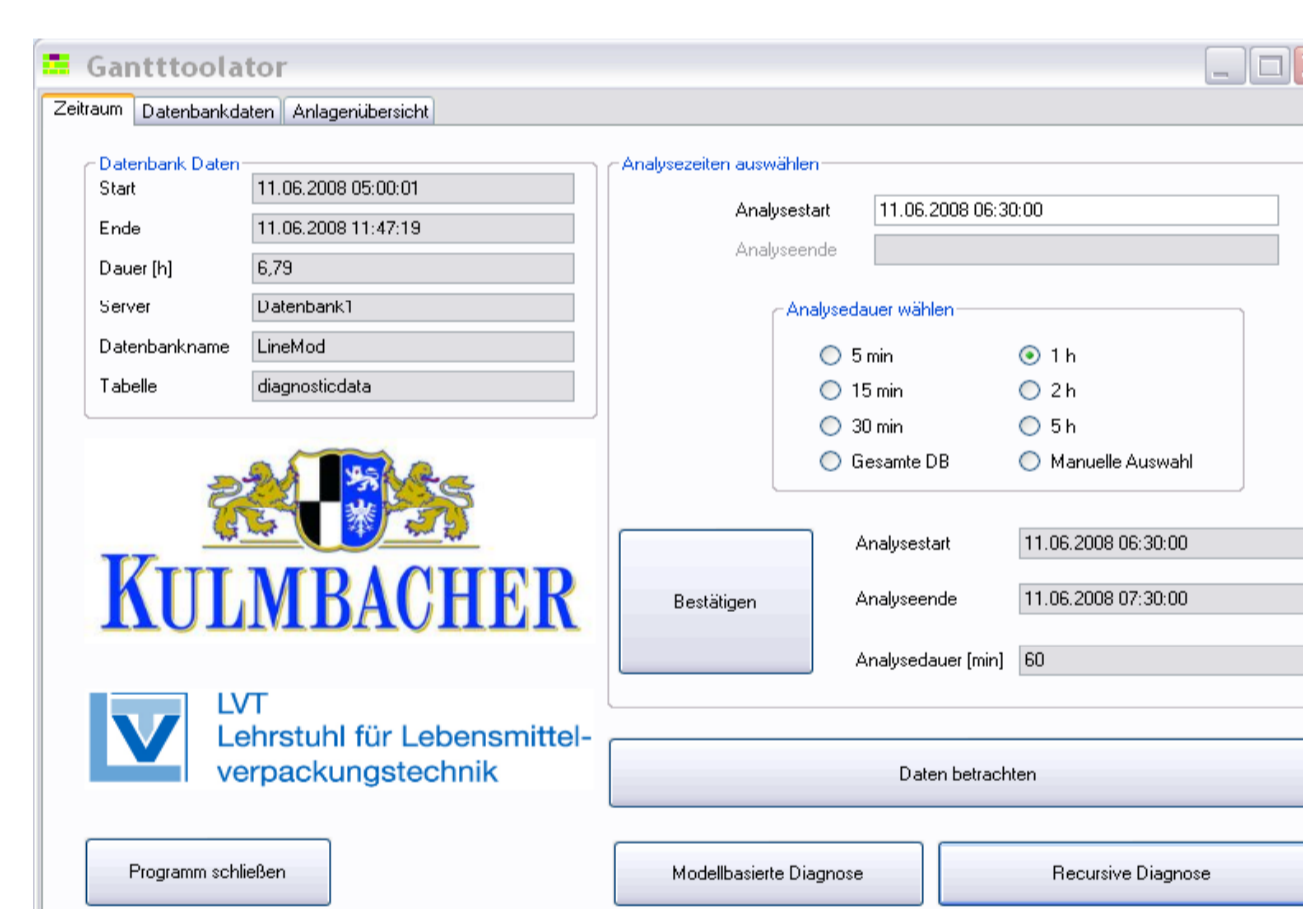 Gantttoolator
Zeitraum Datenbankdaten Anlagenübersicht
Datenbank Daten
Start 11.06.2008 05:00:01
Ende 11.06.2008 11:47:19
Dauer [h] 6,79
Server Datenbank1
Datenbankname LineMod
Tabelle diagnosticdata
KULMBACHER
LVT
Lehrstuhl für Lebensmittel-
verpackungstechnik
Programm schließen
Analysezeiten auswählen
Analysestart 11.06.2008 06:30:00
Analyseende
Analysedauer wählen
5 min 1 h
15 min 2 h
30 min 5 h
Gesamte DB Manuelle Auswahl
Bestätigen
Analysestart 11.06.2008 06:30:00
Analyseende 11.06.2008 07:30:00
Analysedauer [min] 60
Daten betrachten
Modellbasierte Diagnose Recursive Diagnose